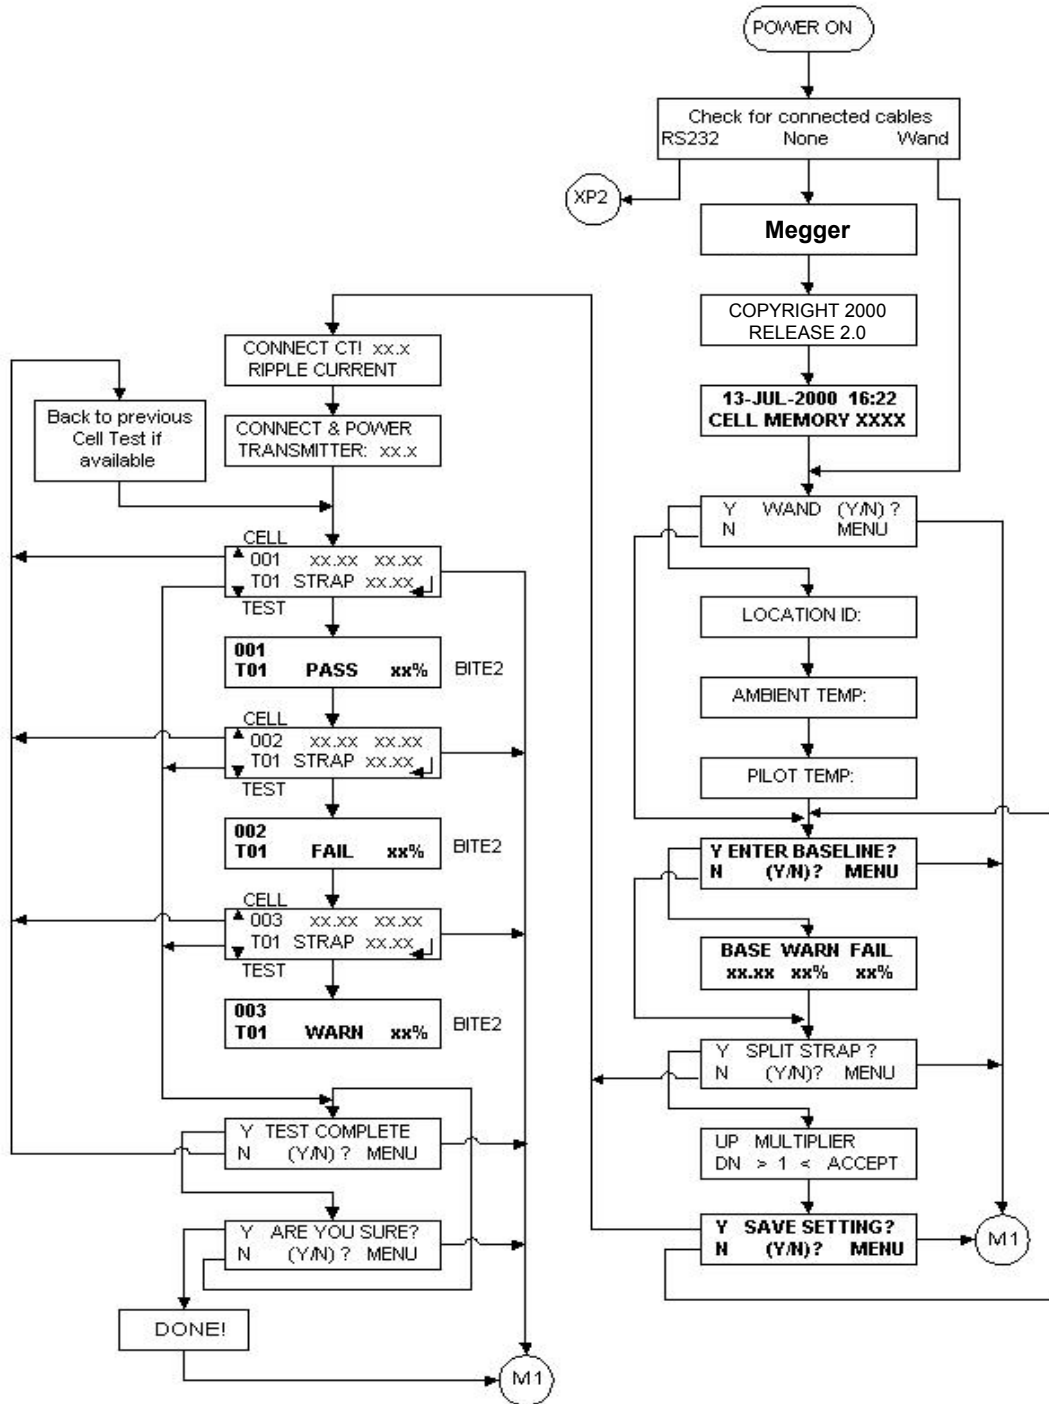 POWER ON
Check for connected cables
RS232 None Wand
XP2
Megger
COPYRIGHT 2000
RELEASE 2.0
13-JUL-2000 16:22
CELL MEMORY XXXX
Y WAND (Y/N) ?
N MENU
LOCATION ID:
AMBIENT TEMP:
PILOT TEMP:
Y ENTER BASELINE?
N (Y/N)? MENU
BASE WARN FAIL
xx.xx xx% xx%
Y SPLIT STRAP ?
N (Y/N)? MENU
UP MULTIPLIER
DN > 1 < ACCEPT
Y SAVE SETTING?
N (Y/N)? MENU
M1
CONNECT CT! xx.x
RIPPLE CURRENT
Back to previous
Cell Test if
available
CONNECT & POWER
TRANSMITTER: xx.x
CELL
001 xx.xx xx.xx
T01 STRAP xx.xx
TEST
001
T01 PASS xx%
BITE2
CELL
002 xx.xx xx.xx
T01 STRAP xx.xx
TEST
002
T01 FAIL xx%
BITE2
CELL
003 xx.xx xx.xx
T01 STRAP xx.xx
TEST
003
T01 WARN xx%
BITE2
Y TEST COMPLETE
N (Y/N) ? MENU
Y ARE YOU SURE?
N (Y/N) ? MENU
DONE!
M1